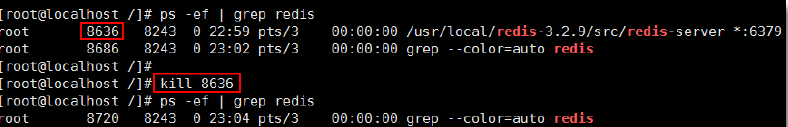 [root@localhost /]# ps -ef | grep redis
root 8636 8243 0 22:59 pts/3 00:00:00 /usr/local/redis-3.2.9/src/redis-server *:6379
root 8686 8243 0 23:02 pts/3 00:00:00 grep --color=auto redis
[root@localhost /]#
[root@localhost /]# kill 8636
[root@localhost /]# ps -ef | grep redis
root 8720 8243 0 23:04 pts/3 00:00:00 grep --color=auto redis